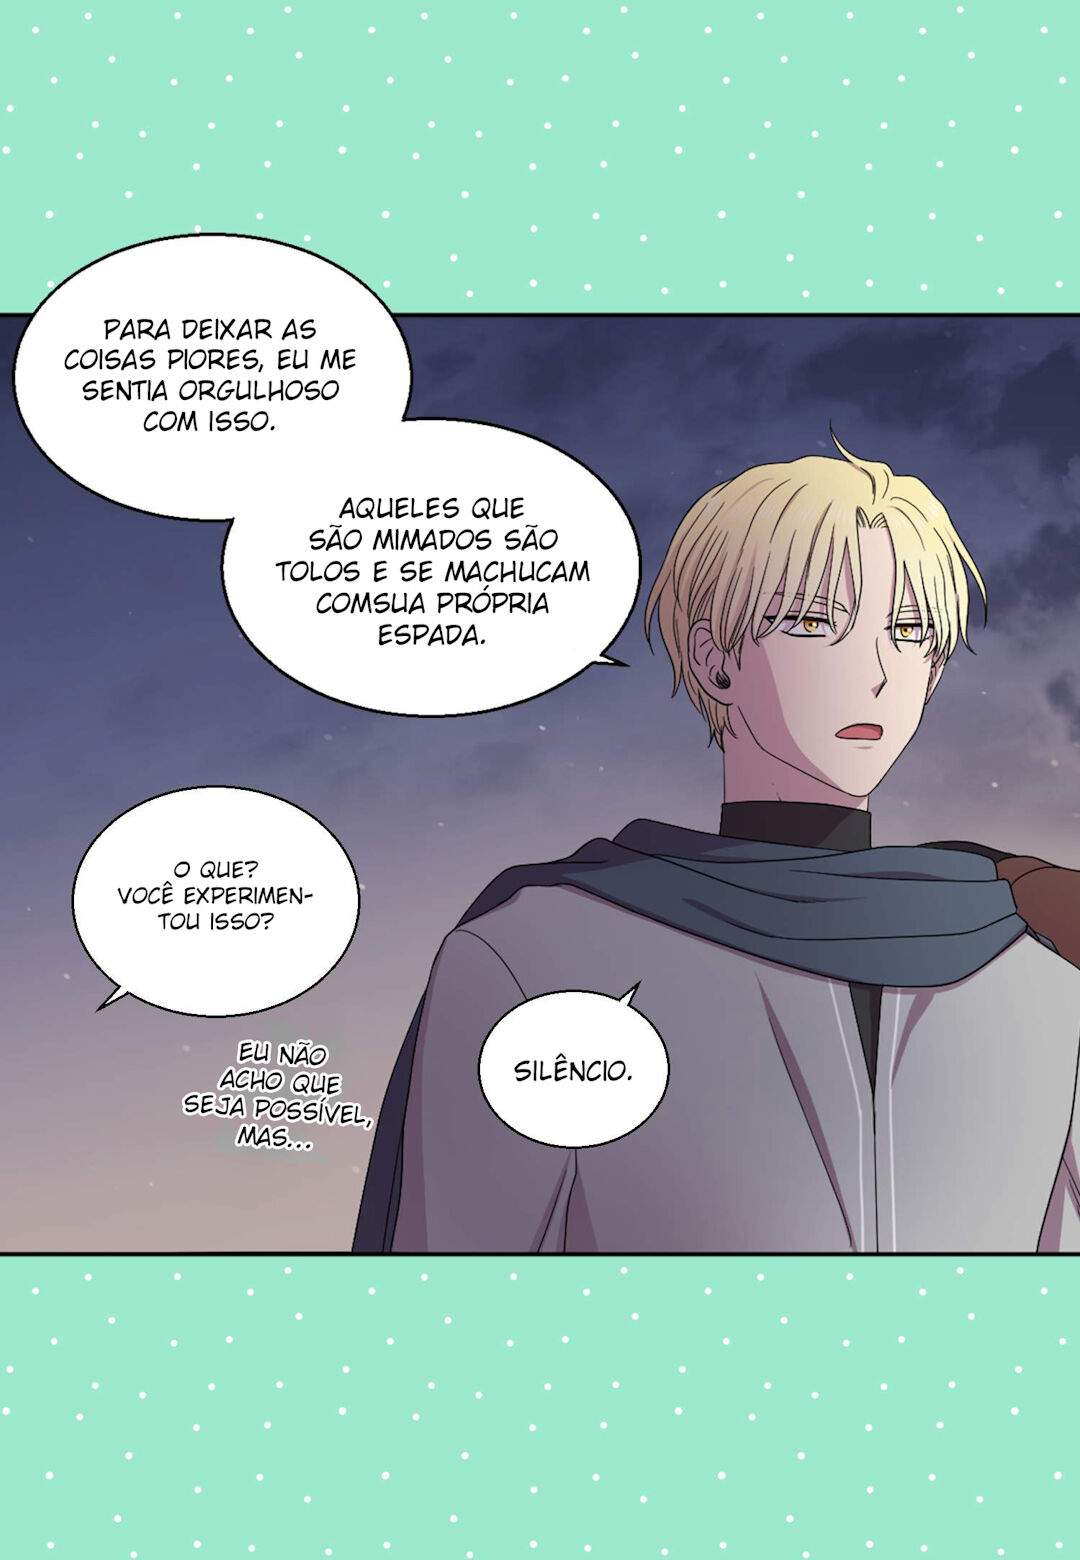 PARA DEIXAR AS
COISAS PIORES, EU ME
SENTIA ORGULHOSO
COM ISSO.
AQUELES QUE
SÃO MIMADOS SÃO
TOLOS E SE MACHUCAM
COMSUA PRÓPRIA
ESPADA.
O QUE?
VOCÊ EXPERIMEN-
TOU ISSO?
SILÊNCIO.
EU NÃO
ACHO QUE
SEJA POSSÍVEL,
MAS...